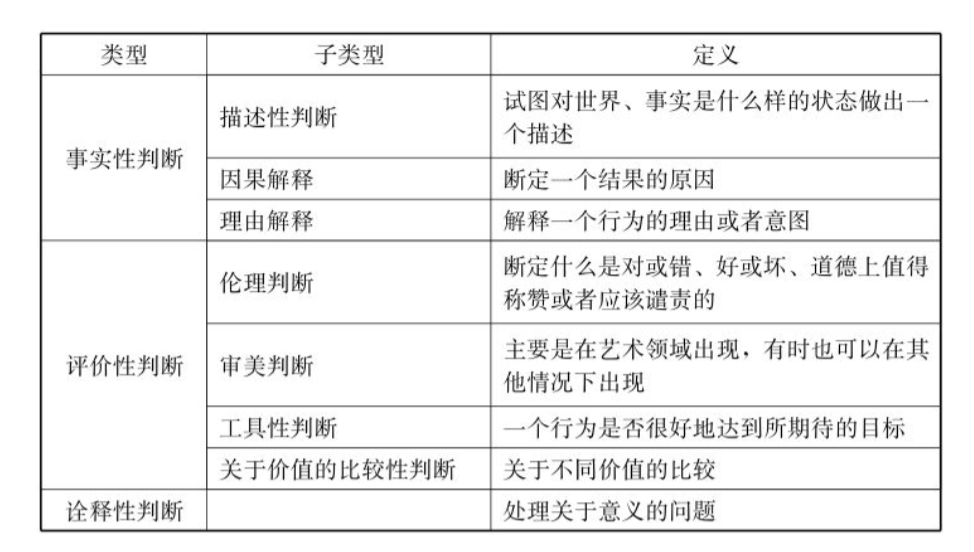 类型 子类型 定义
描述性判断 试图对世界、事实是什么样的状态做出一
个描述
事实性判断
因果解释 断定一个结果的原因
理由解释 解释一个行为的理由或者意图
伦理判断 断定什么是对或错、好或坏、道德上值得
称赞或者应该谴责的
评价性判断 审美判断 主要是在艺术领域出现，有时也可以在其
他情况下出现
工具性判断 一个行为是否很好地达到所期待的目标
关于价值的比较性判断 关于不同价值的比较
诠释性判断 处理关于意义的问题